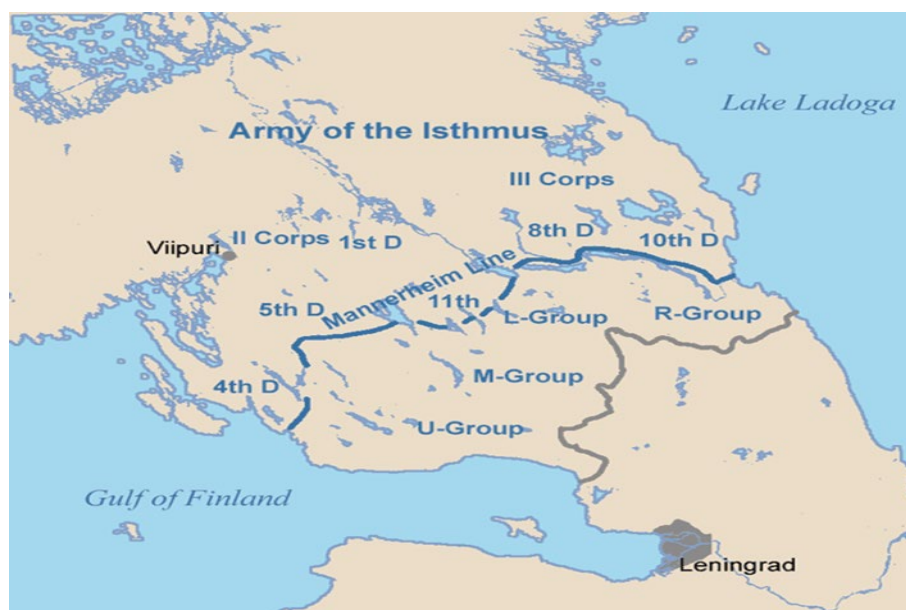 Lake Ladoga
Army of the Isthmus
III Corps
II Corps
1st D
8th D
10th D
Viipuri
Mannerheim Line
5th D
11th
L-Group
R-Group
4th D
M-Group
U-Group
Gulf of Finland
Leningrad